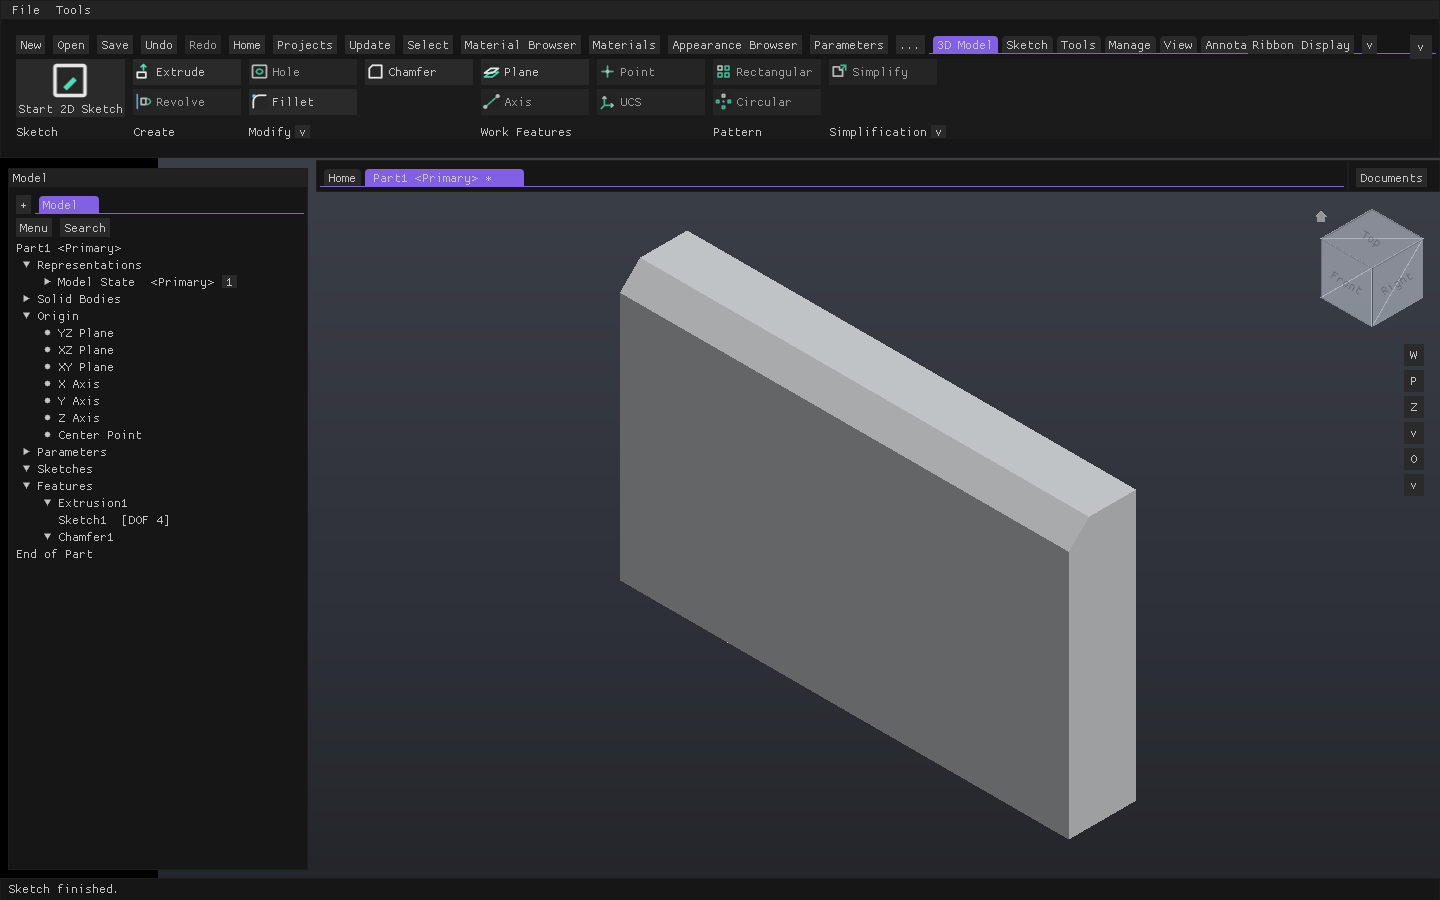 File Tools
New Open Save Undo Redo Home Projects Update Select Material Browser Materials Appearance Browser Parameters ... 3D Model Sketch Tools Manage View Annota Ribbon Display v v
Extrude Hole Chamfer Plane Point Rectangular Simplify
Start 2D Sketch Revolve Fillet Axis UCS Circular
Sketch Create Modify v Work Features Pattern Simplification v
Model
Home Part1 <Primary> * Documents
+ Model
Menu Search
Part1 <Primary>
Representations
Model State <Primary> 1
Solid Bodies
Origin
YZ Plane
XZ Plane
XY Plane
X Axis
Y Axis
Z Axis
Center Point
Parameters
Sketches
Features
Extrusion1
Sketch1 [DOF 4]
Chamfer1
End of Part
Top
Front Right
W
P
Z
v
O
v
Sketch finished.